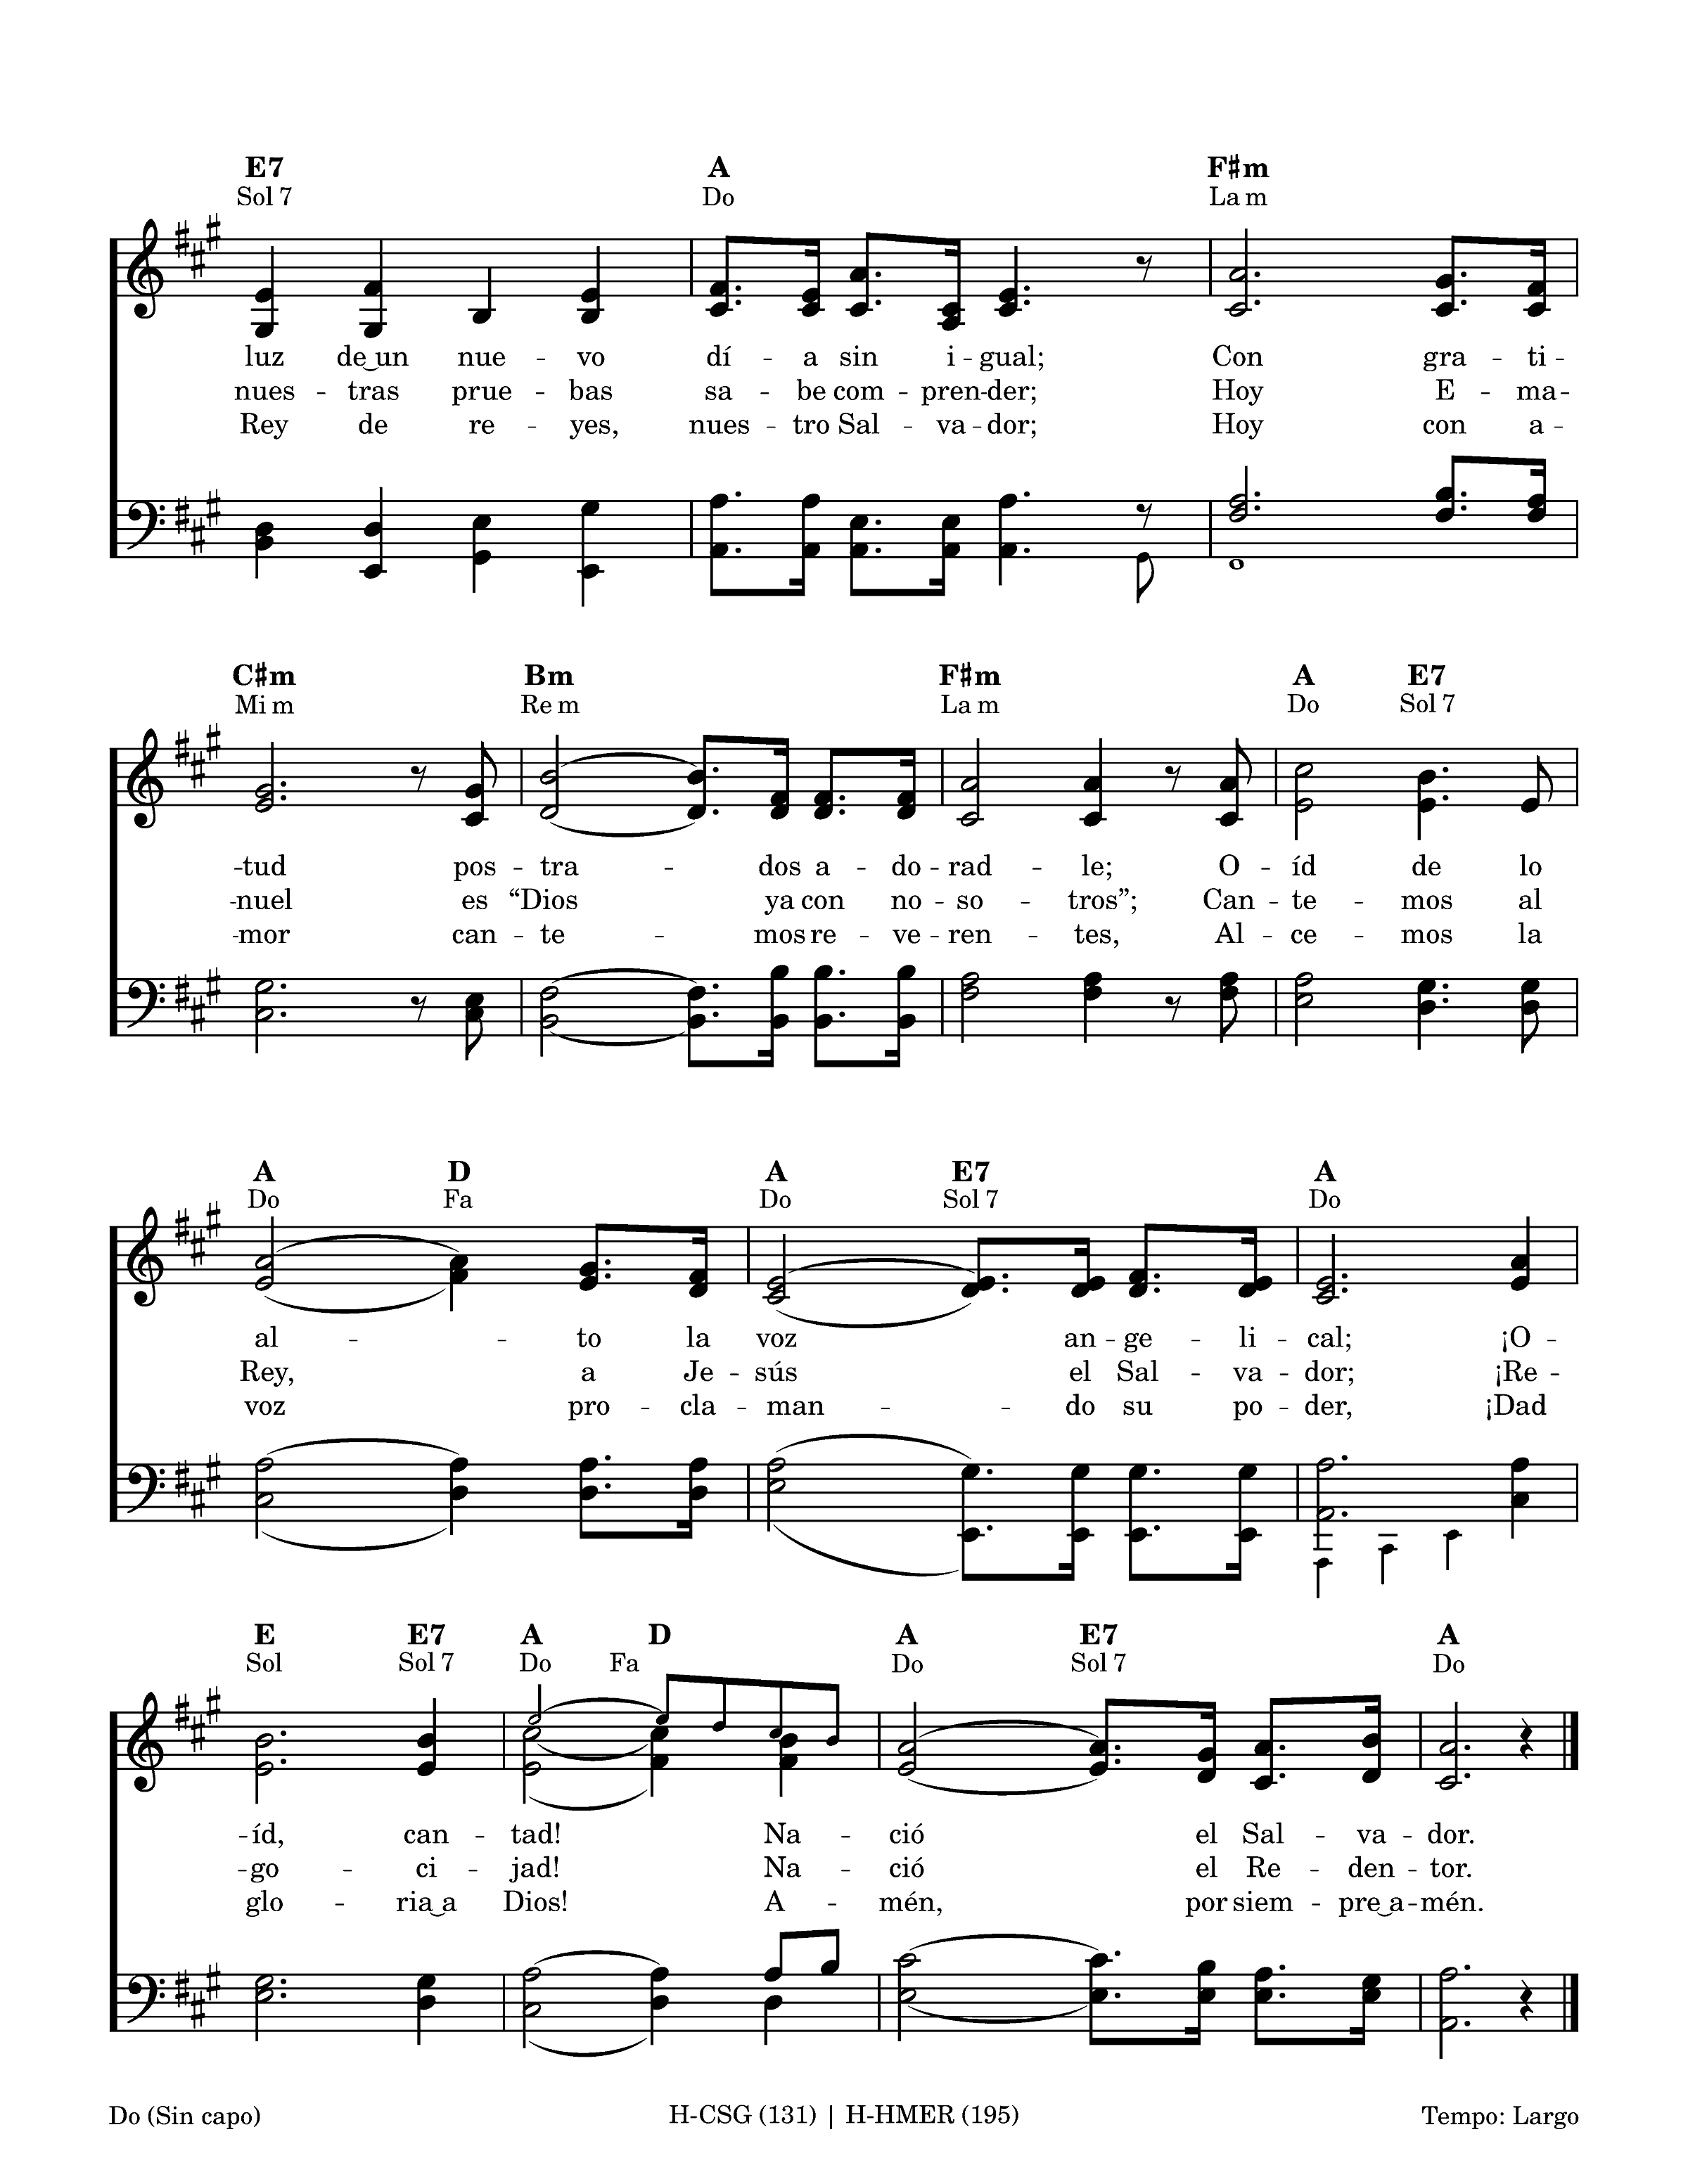 E7 A F♯m
Sol 7 Do La m
luz de‿un nue - vo dí - a sin i - gual; Con gra - ti -
nues - tras prue - bas sa - be com - pren - der; Hoy E - ma -
Rey de re - yes, nues - tro Sal - va - dor; Hoy con a -
C♯m Bm F♯m A E7
Mi m Re m La m Do Sol 7
-tud pos - tra - dos a - do - rad - le; O - íd de lo
-nuel es “Dios ya con no - so - tros”; Can - te - mos al
-mor can - te - mos re - ve - ren - tes, Al - ce - mos la
A D A E7 A
Do Fa Do Sol 7 Do
al - to la voz an - ge - li - cal; ¡O -
Rey, a Je - sús el Sal - va - dor; ¡Re -
voz pro - cla - man - do su po - der, ¡Dad
E E7 A D A E7 A
Sol Sol 7 Do Fa Do Sol 7 Do
-íd, can - tad! Na - ció el Sal - va - dor.
-go - ci - jad! Na - ció el Re - den - tor.
glo - ria‿a Dios! A - mén, por siem - pre‿a - mén.
Do (Sin capo) H-CSG (131) | H-HMER (195) Tempo: Largo